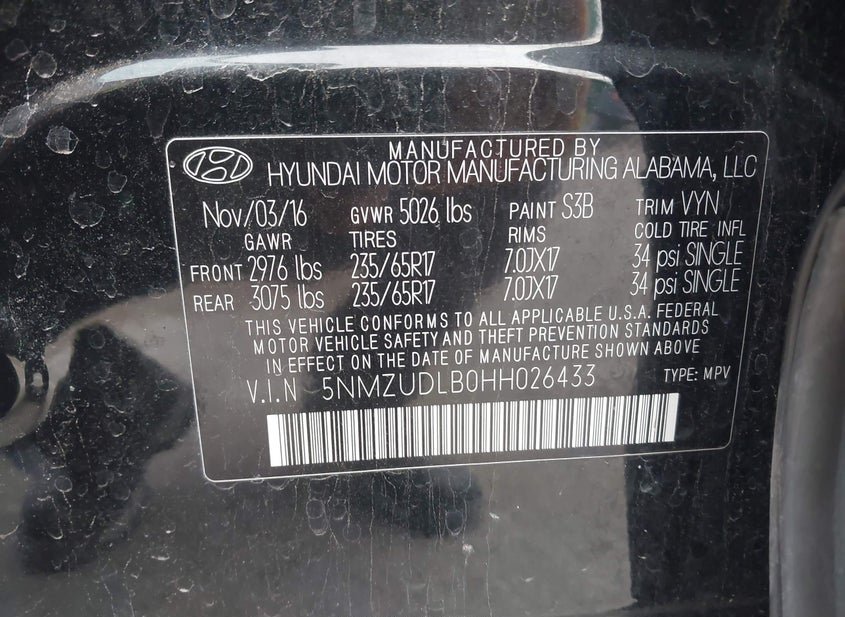 MANUFACTURED BY
HYUNDAI MOTOR MANUFACTURING ALABAMA, LLC
Nov/03/16 GVWR 5026 lbs PAINT S3B TRIM VYN
GAWR TIRES RIMS COLD TIRE INFL
FRONT 2976 lbs 235/65R17 7.0JX17 34 psi SINGLE
REAR 3075 lbs 235/65R17 7.0JX17 34 psi SINGLE
THIS VEHICLE CONFORMS TO ALL APPLICABLE U.S.A. FEDERAL
MOTOR VEHICLE SAFETY AND THEFT PREVENTION STANDARDS
IN EFFECT ON THE DATE OF MANUFACTURE SHOWN ABOVE
V.I.N 5NMZUDLB0HH026433 TYPE: MPV